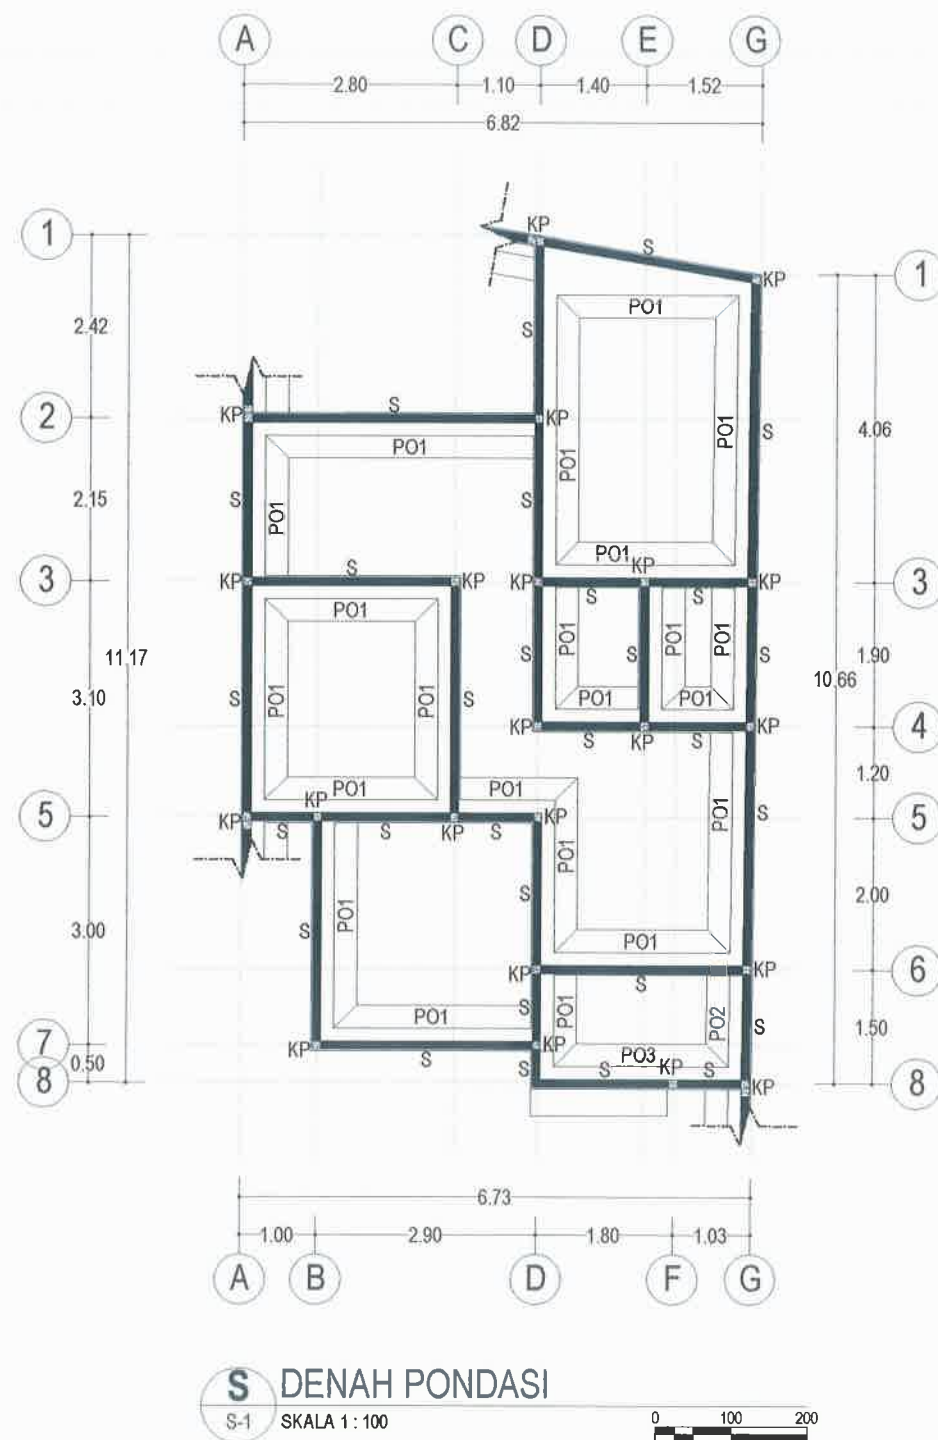 A C D E G
2.80 1.10 1.40 1.52
6.82
KP
1 S 1
KP
PO1
2.42 S
S 4.06
KP S KP
2
PO1 PO1 PO1
2.15 S S
PO1
PO1
KP S KP KP KP KP
3 3
PO1 S S
PO1 PO1 PO1
11.17 S S S 1.90
10.66
3.10 S PO1 PO1 S
PO1 PO1
KP KP KP 4
S S
1.20
PO1 KP PO1 PO1
5 KP S S KP S KP S 5
PO1
PO1 2.00
3.00 S S
PO1
KP KP 6
S
PO1 S PO1 PO2
S 1.50
7 KP KP
0.50 S PO3
8 S S KP S KP 8
6.73
1.00 2.90 1.80 1.03
A B D F G
S DENAH PONDASI
S-1 SKALA 1 : 100
0 100 200